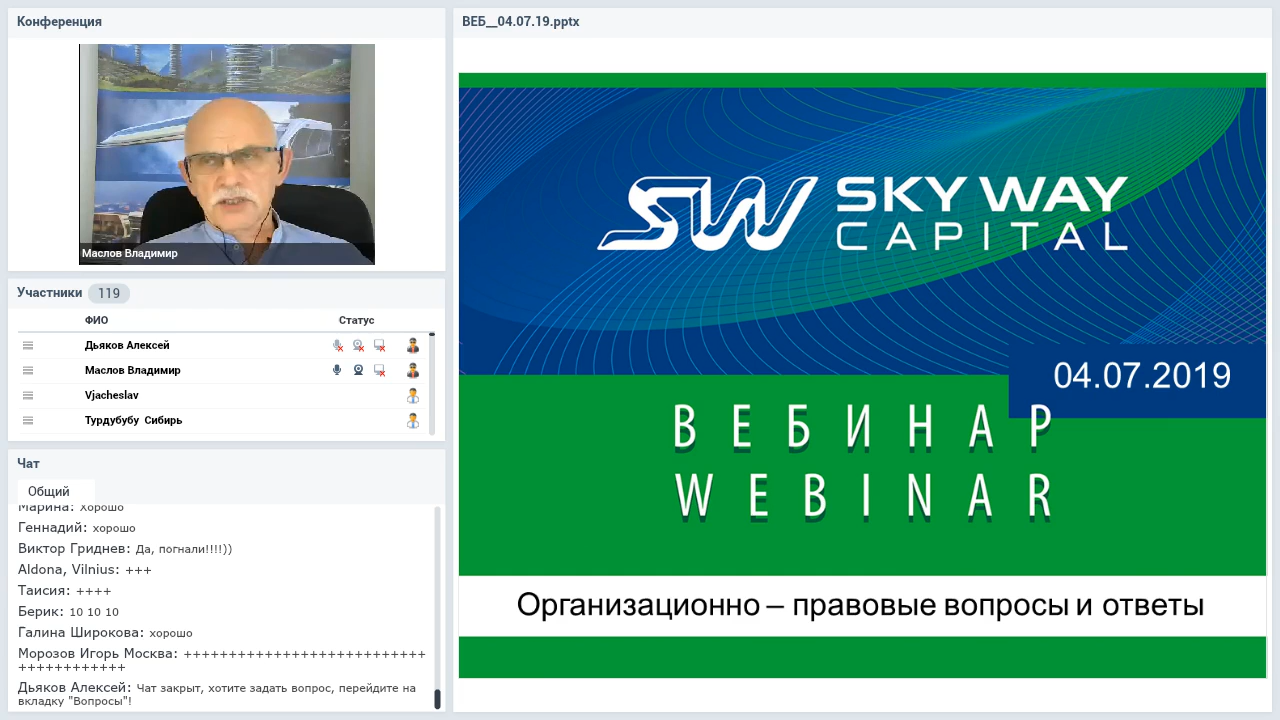 Конференция
Маслов Владимир
Участники 119
ФИО Статус
Дьяков Алексей
Маслов Владимир
Vjacheslav
Турдубубу Сибирь
Чат
Общий
Марина: хорошо
Геннадий: хорошо
Виктор Гриднев: Да, погнали!!!!))
Aldona, Vilnius: +++
Таисия: ++++
Берик: 10 10 10
Галина Широкова: хорошо
Морозов Игорь Москва: +++++++++++++++++++++++++++
++++++++++++
Дьяков Алексей: Чат закрыт, хотите задать вопрос, перейдите на
вкладку "Вопросы"!
ВЕБ__04.07.19.pptx
SW SKY WAY
CAPITAL
04.07.2019
ВЕБИНАР
WEBINAR
Организационно – правовые вопросы и ответы